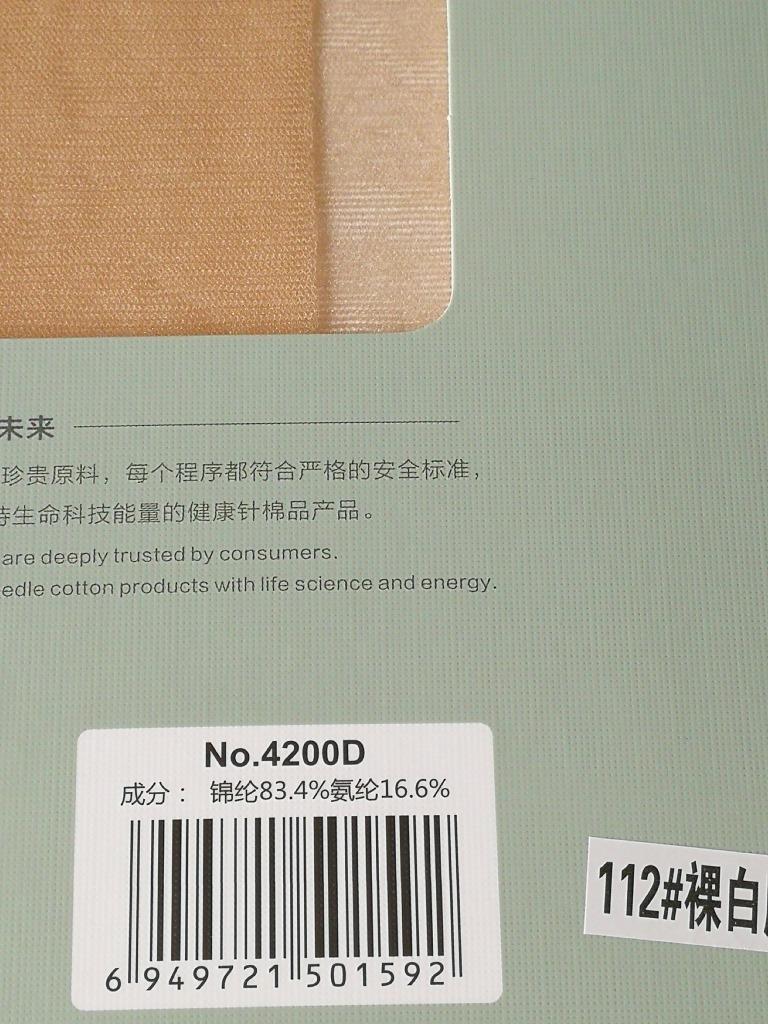 未来
珍贵原料，每个程序都符合严格的安全标准，
持生命科技能量的健康针棉品产品。
are deeply trusted by consumers.
cotton products with life science and energy.
No.4200D
成分： 锦纶83.4%氨纶16.6%
6 949721 501592
112#裸白